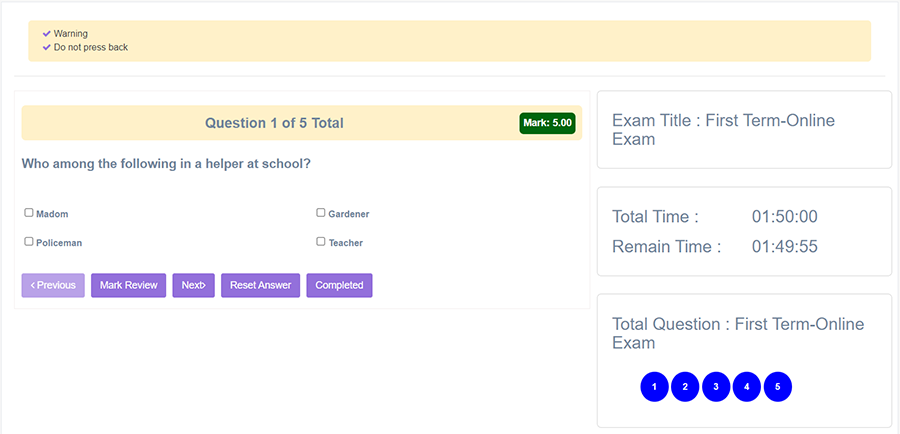 Warning
Do not press back
Question 1 of 5 Total
Mark: 5.00
Who among the following in a helper at school?
Madom
Gardener
Policeman
Teacher
Previous
Mark Review
Next
Reset Answer
Completed
Exam Title : First Term-Online
Exam
Total Time : 01:50:00
Remain Time : 01:49:55
Total Question : First Term-Online
Exam
1 2 3 4 5